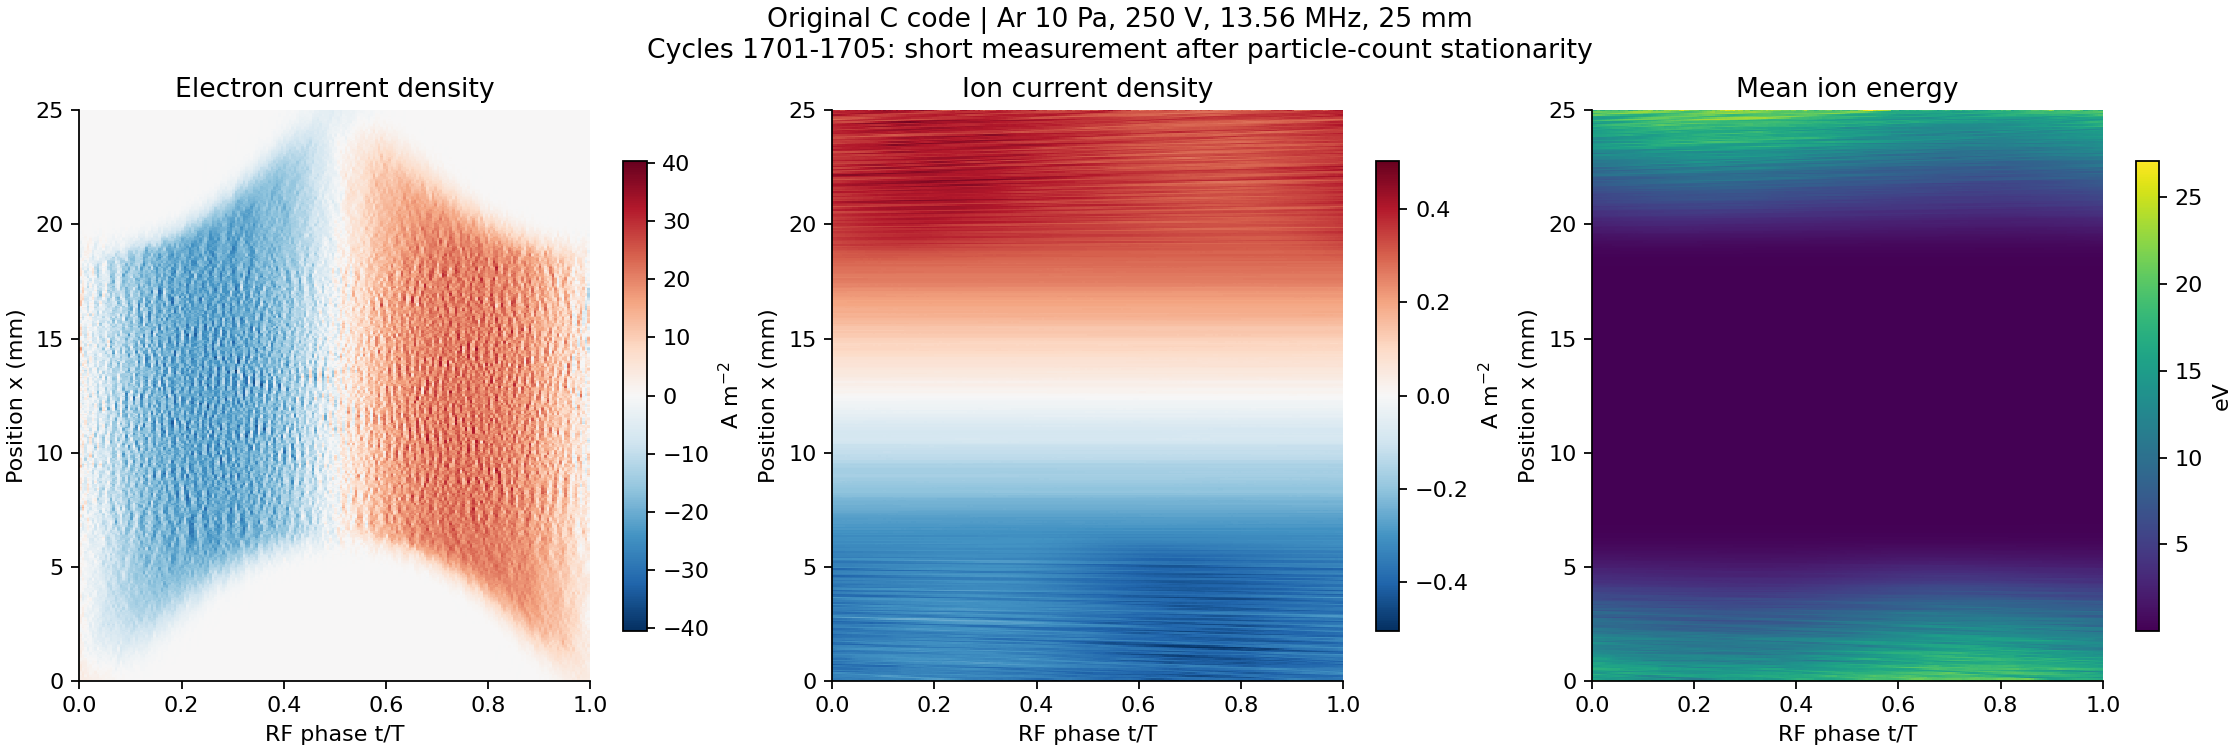 Original C code | Ar 10 Pa, 250 V, 13.56 MHz, 25 mm
Cycles 1701-1705: short measurement after particle-count stationarity
Electron current density
25
20
15
10
5
0
Position x (mm)
0.0 0.2 0.4 0.6 0.8 1.0
RF phase t/T
40
30
20
10
0
−10
−20
−30
−40
A m⁻²
Ion current density
25
20
15
10
5
0
Position x (mm)
0.0 0.2 0.4 0.6 0.8 1.0
RF phase t/T
0.4
0.2
0.0
−0.2
−0.4
A m⁻²
Mean ion energy
25
20
15
10
5
0
Position x (mm)
0.0 0.2 0.4 0.6 0.8 1.0
RF phase t/T
25
20
15
10
5
eV